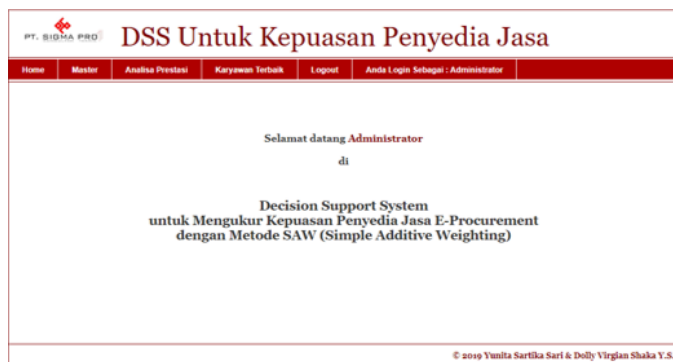 PT. SIGMA PRO
DSS Untuk Kepuasan Penyedia Jasa
Home Master Analisa Prestasi Karyawan Terbaik Logout Anda Login Sebagai : Administrator
Selamat datang Administrator
di
Decision Support System
untuk Mengukur Kepuasan Penyedia Jasa E-Procurement
dengan Metode SAW (Simple Additive Weighting)
© 2019 Yunita Sartika Sari & Dolly Virgian Shaka Y.S.